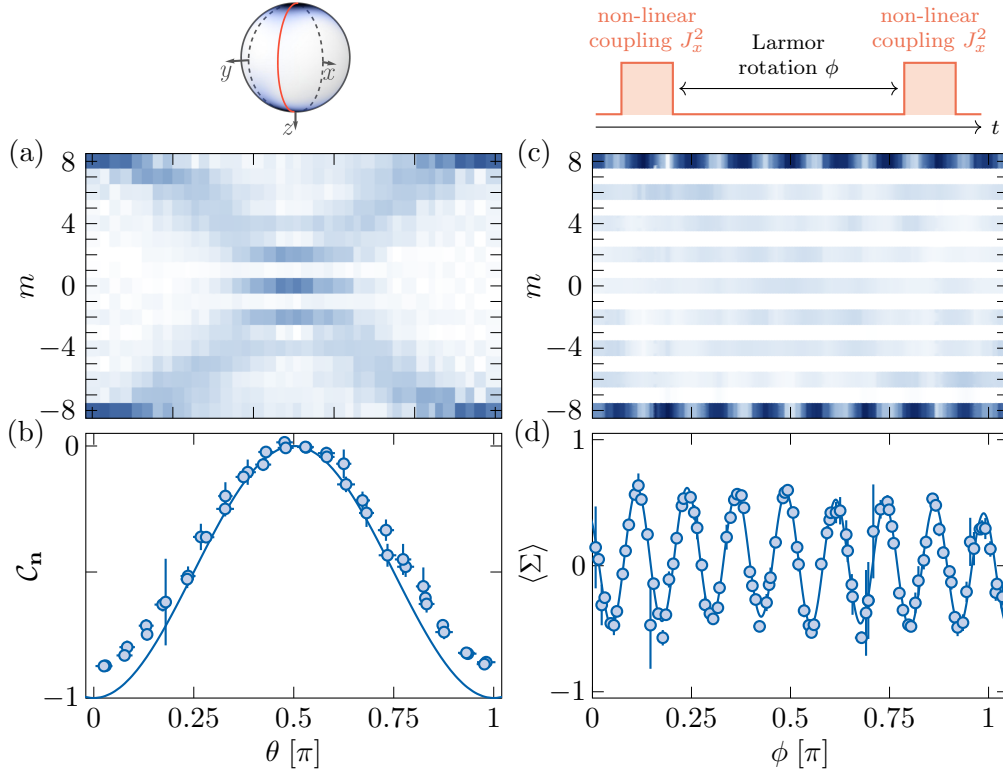 y
x
z
non-linear
coupling J_x^2
Larmor
rotation ϕ
non-linear
coupling J_x^2
t
(a)
8
4
0
−4
−8
m
(c)
8
4
0
−4
−8
m
(b)
0
−1
𝒞ₙ
0
0.25
0.5
0.75
1
θ [π]
(d)
1
0
−1
⟨Σ⟩
0
0.25
0.5
0.75
1
ϕ [π]